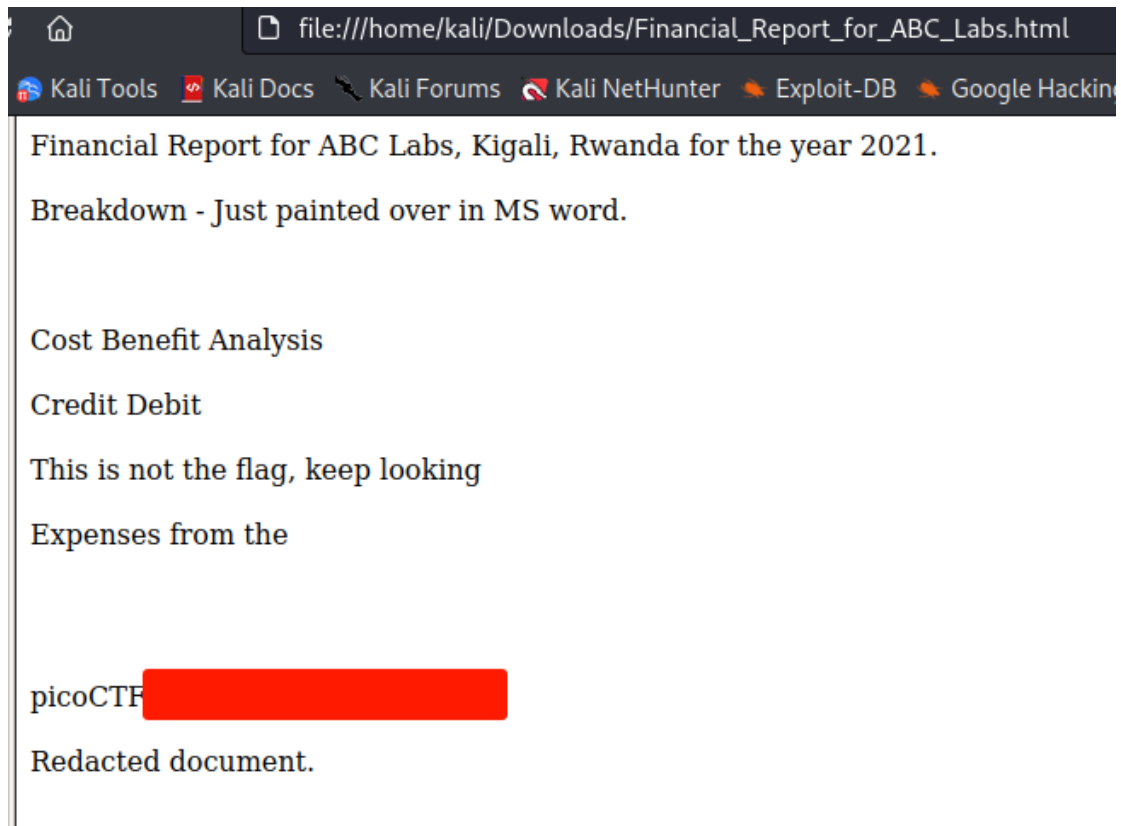 file:///home/kali/Downloads/Financial_Report_for_ABC_Labs.html
Kali Tools Kali Docs Kali Forums Kali NetHunter Exploit-DB Google Hacking
Financial Report for ABC Labs, Kigali, Rwanda for the year 2021.
Breakdown - Just painted over in MS word.
Cost Benefit Analysis
Credit Debit
This is not the flag, keep looking
Expenses from the
picoCTF
Redacted document.